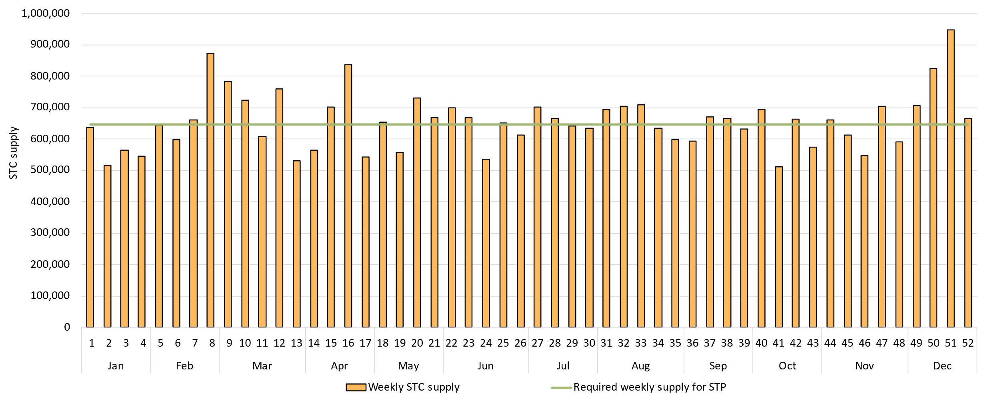 1,000,000
900,000
800,000
700,000
600,000
500,000
400,000
300,000
200,000
100,000
0
STC supply
1 2 3 4 5 6 7 8 9 10 11 12 13 14 15 16 17 18 19 20 21 22 23 24 25 26 27 28 29 30 31 32 33 34 35 36 37 38 39 40 41 42 43 44 45 46 47 48 49 50 51 52
Jan Feb Mar Apr May Jun Jul Aug Sep Oct Nov Dec
Weekly STC supply Required weekly supply for STP